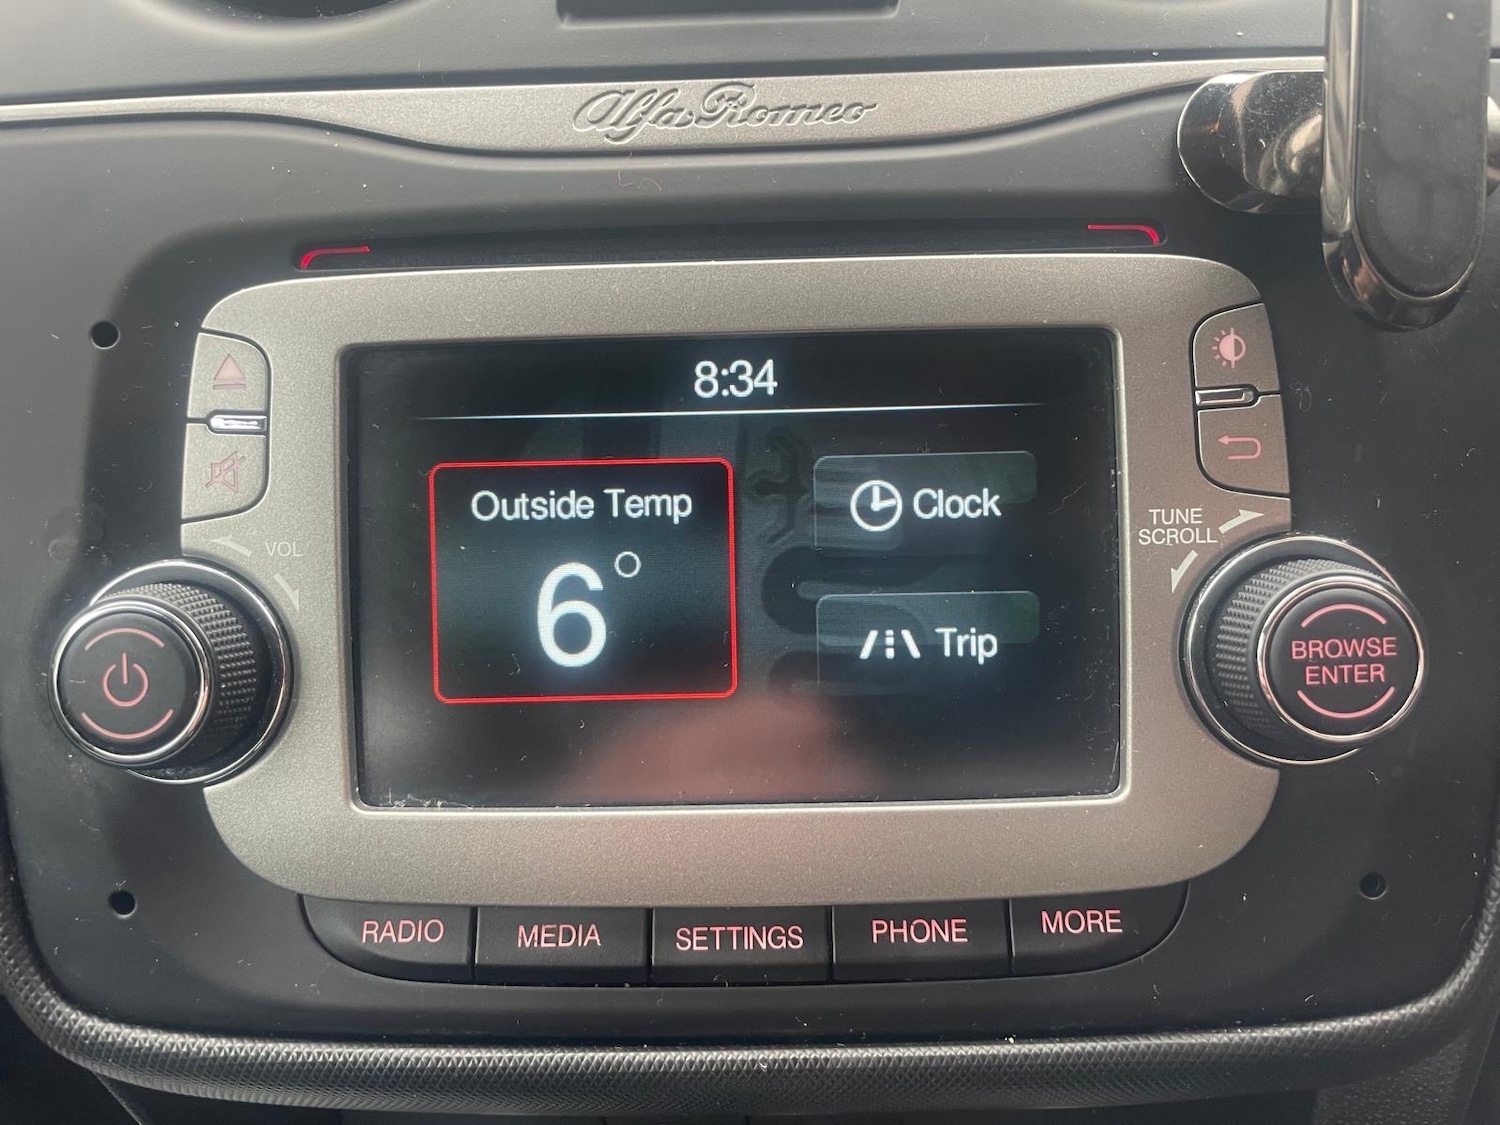 Alfa Romeo
8:34
Outside Temp
6°
Clock
Trip
VOL
TUNE
SCROLL
BROWSE
ENTER
RADIO
MEDIA
SETTINGS
PHONE
MORE